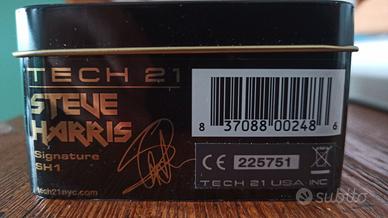 TECH 21
STEVE
HARRIS
Signature
SH1
tech21nyc.com
8 37088 00248 6
CE 225751
TECH 21 USA, INC
subito